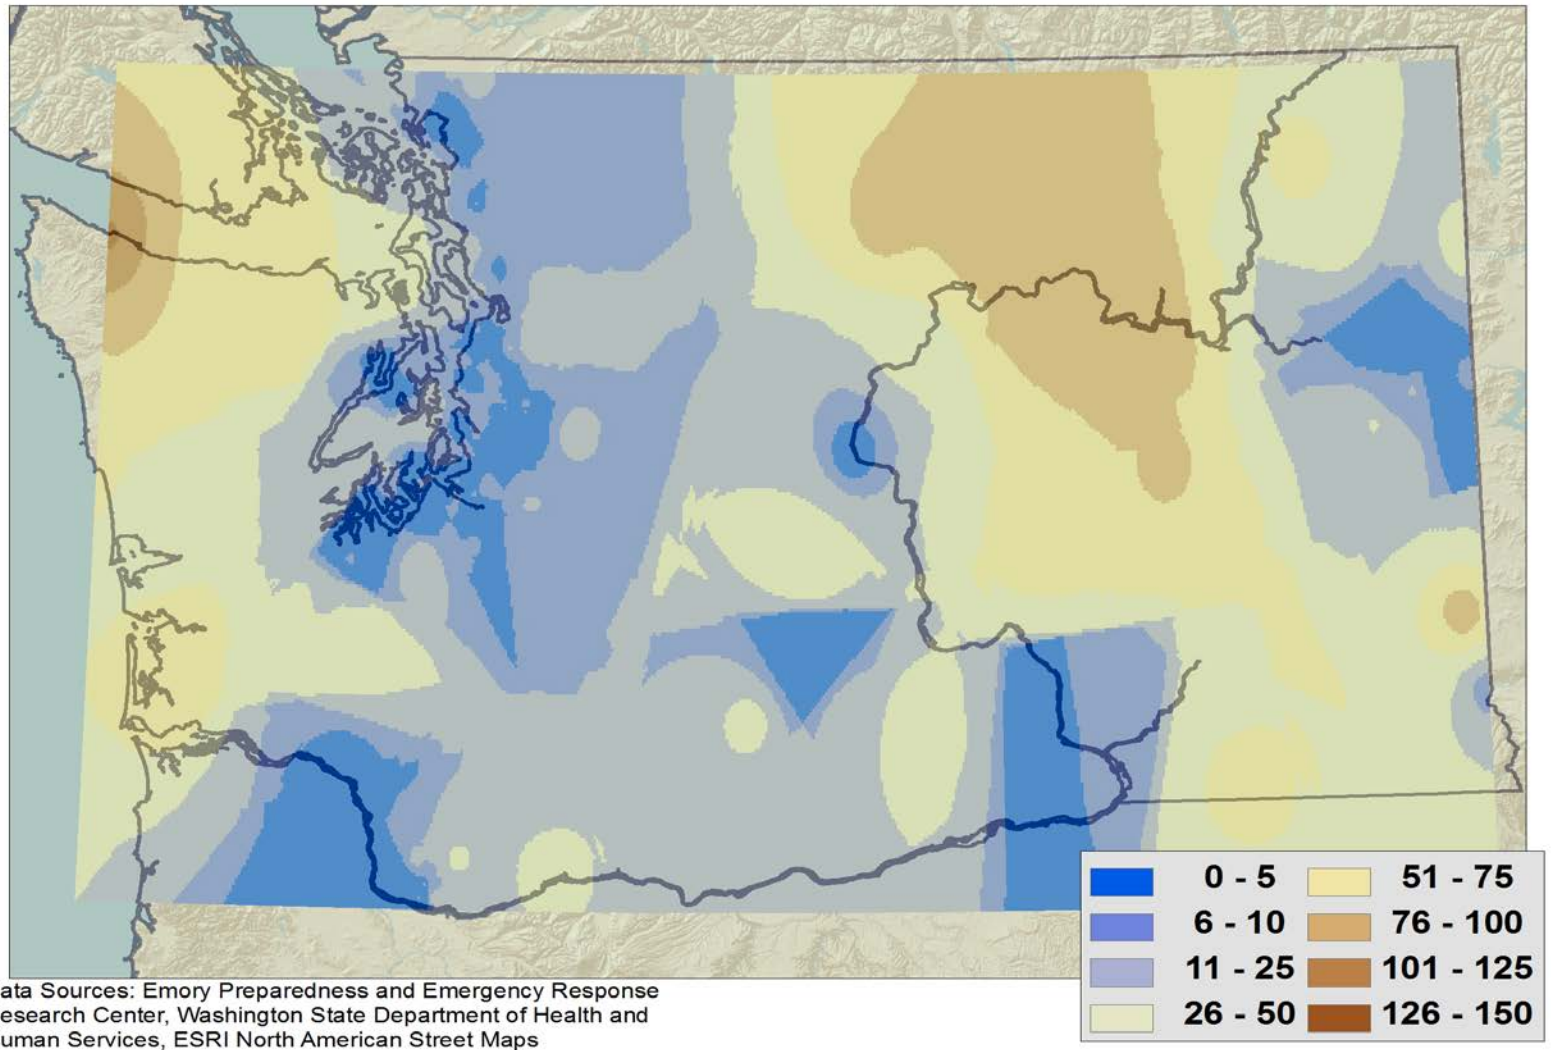 0 - 5
6 - 10
11 - 25
26 - 50
51 - 75
76 - 100
101 - 125
126 - 150
ata Sources: Emory Preparedness and Emergency Response
esearch Center, Washington State Department of Health and
uman Services, ESRI North American Street Maps